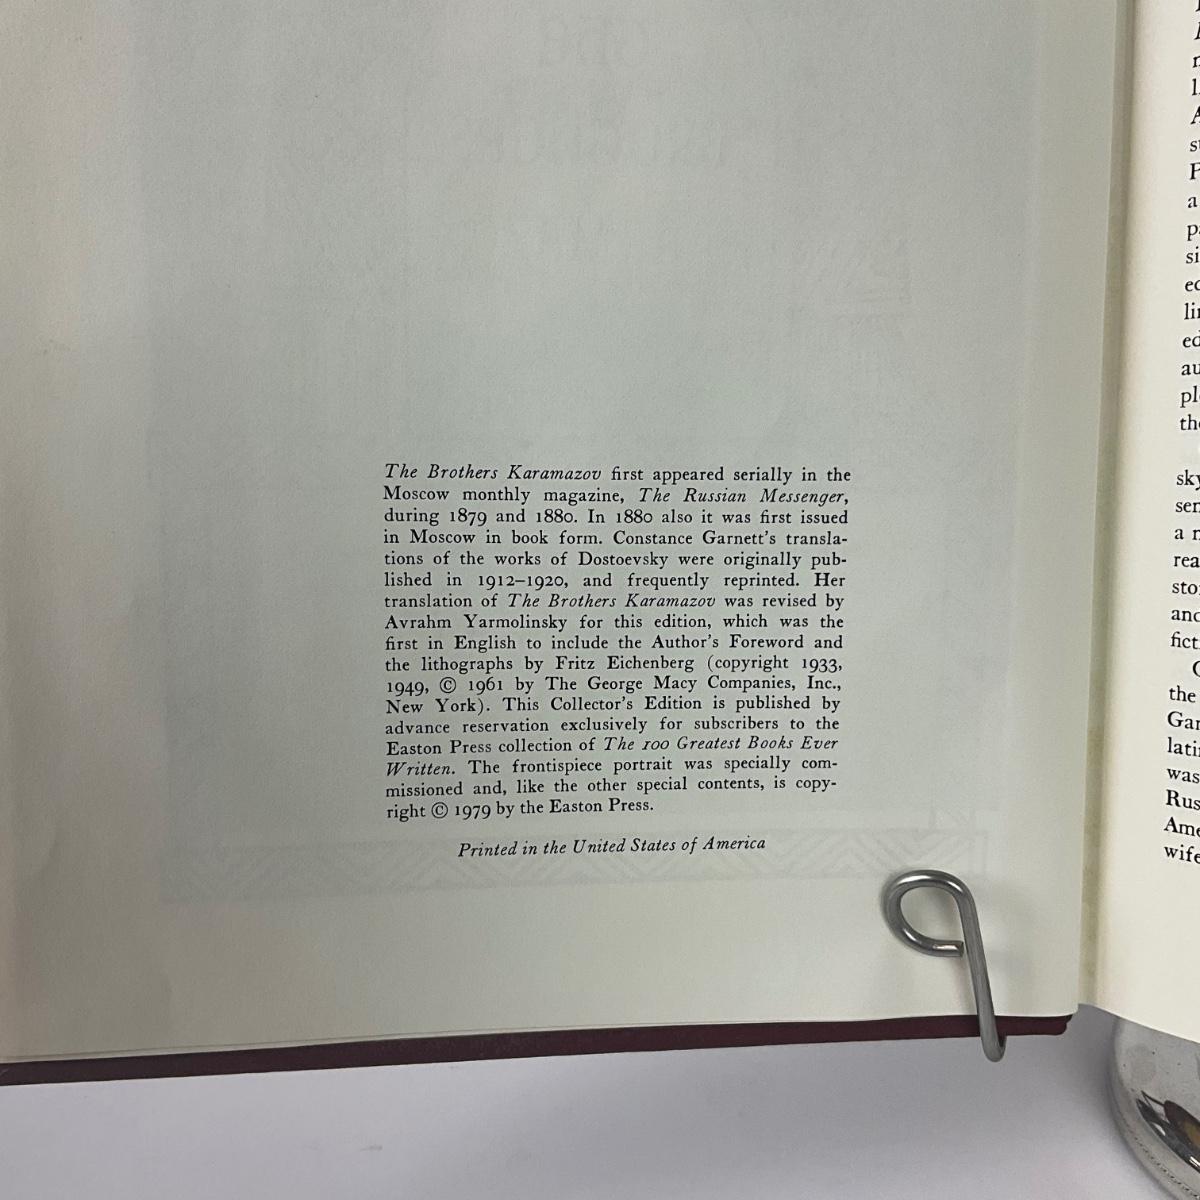 The Brothers Karamazov first appeared serially in the
Moscow monthly magazine, The Russian Messenger,
during 1879 and 1880. In 1880 also it was first issued
in Moscow in book form. Constance Garnett's transla-
tions of the works of Dostoevsky were originally pub-
lished in 1912–1920, and frequently reprinted. Her
translation of The Brothers Karamazov was revised by
Avrahm Yarmolinsky for this edition, which was the
first in English to include the Author's Foreword and
the lithographs by Fritz Eichenberg (copyright 1933,
1949, © 1961 by The George Macy Companies, Inc.,
New York). This Collector's Edition is published by
advance reservation exclusively for subscribers to the
Easton Press collection of The 100 Greatest Books Ever
Written. The frontispiece portrait was specially com-
missioned and, like the other special contents, is copy-
right © 1979 by the Easton Press.
Printed in the United States of America
the
wife